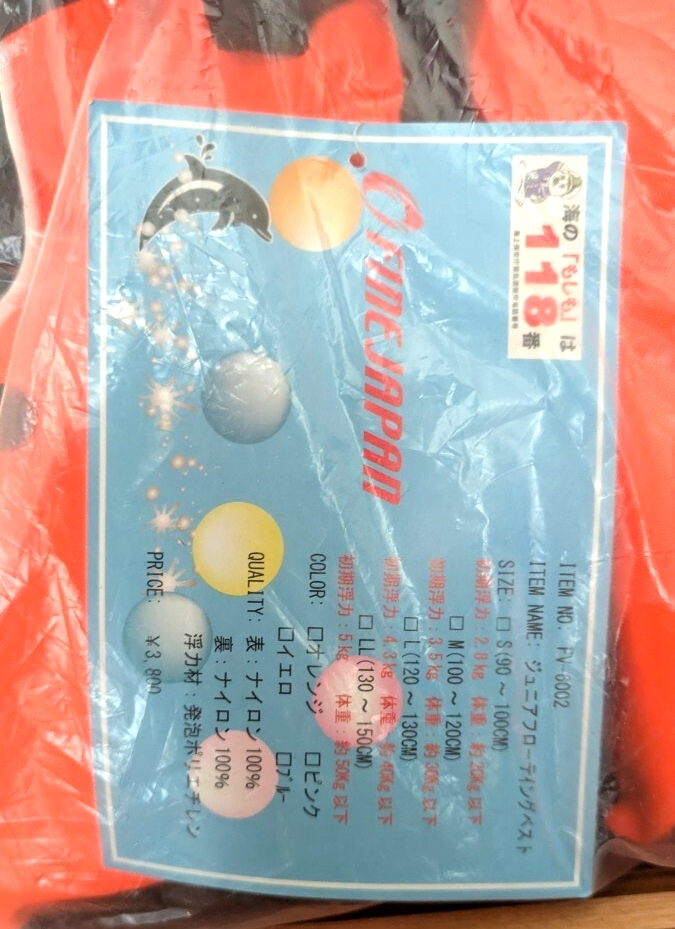 海の「もしも」は
118番
海上保安庁緊急通報用電話番号
RIDEJAPAN
ITEM NO: FV-6002
ITEM NAME: ジュニアフローティングベスト
SIZE: □ S(90 ～ 100CM)
初期浮力：2.8kg 体重：約20Kg以下
□ M(100 ～ 120CM)
初期浮力：3.5kg 体重：約30Kg以下
□ L(120 ～ 130CM)
初期浮力：4.3kg 体重：約40Kg以下
□ LL(130 ～ 150CM)
初期浮力：5kg 体重：約50Kg以下
COLOR: □オレンジ □ピンク
□イエロ □ブルー
QUALITY: 表：ナイロン 100%
裏：ナイロン 100%
浮力材：発泡ポリエチレン
PRICE: ￥3,800